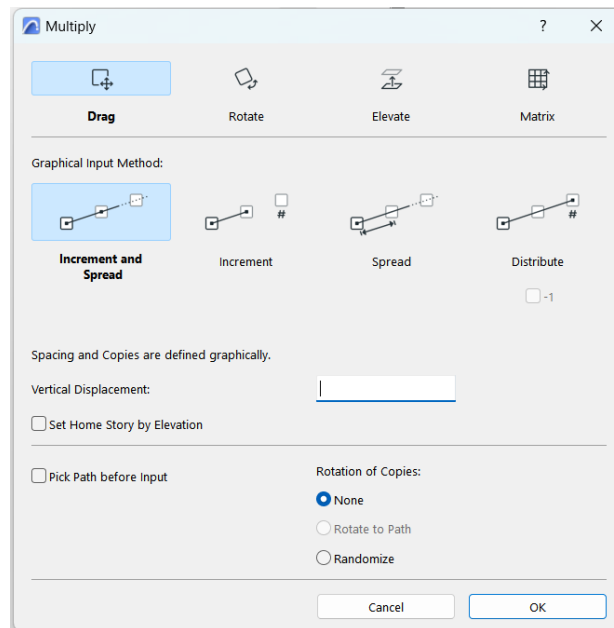 Multiply ?
Drag Rotate Elevate Matrix
Graphical Input Method:
# #
Increment and Spread Increment Spread Distribute
-1
Spacing and Copies are defined graphically.
Vertical Displacement:
Set Home Story by Elevation
Pick Path before Input
Rotation of Copies:
None
Rotate to Path
Randomize
Cancel OK